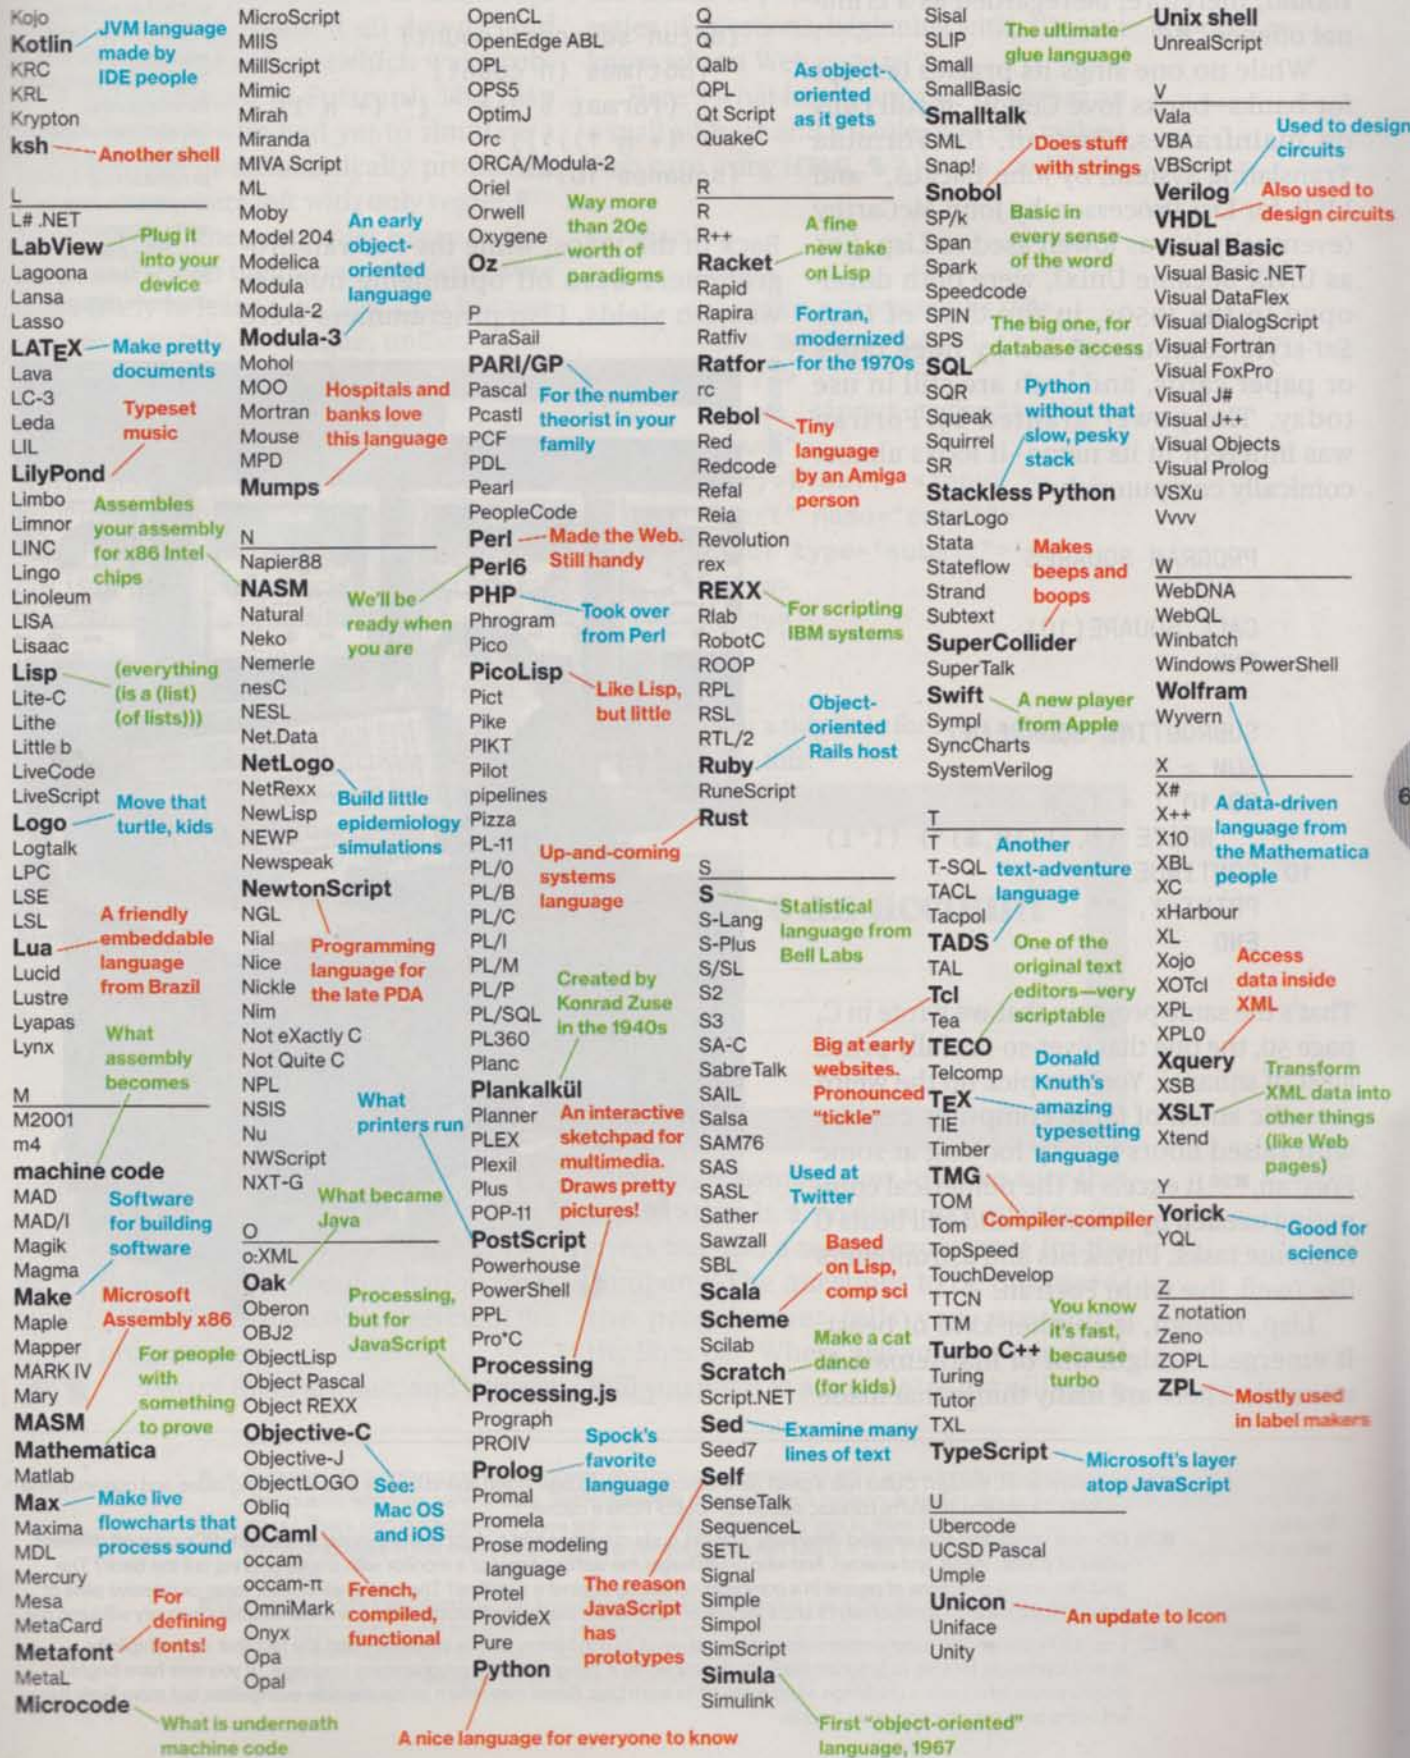 Kojo
Kotlin
JVM language
made by
IDE people
KRC
KRL
Krypton
ksh
Another shell
L
L# .NET
LabView
Plug it
into your
device
Lagoona
Lansa
Lasso
LATEX
Make pretty
documents
Lava
LC-3
Leda
LIL
LilyPond
Typeset
music
Limbo
Limnor
LINC
Lingo
Linoleum
LISA
Lisaac
Lisp
(everything
(is a (list)
(of lists)))
Lite-C
Lithe
Little b
LiveCode
LiveScript
Logo
Move that
turtle, kids
Logtalk
LPC
LSE
LSL
Lua
A friendly
embeddable
language
from Brazil
Lucid
Lustre
Lyapas
Lynx
M
M2001
m4
machine code
What
assembly
becomes
MAD
MAD/I
Magik
Magma
Make
Software
for building
software
Maple
Mapper
MARK IV
Mary
MASM
Microsoft
Assembly x86
Mathematica
For people
with
something
to prove
Matlab
Max
Make live
flowcharts that
process sound
Maxima
MDL
Mercury
Mesa
MetaCard
Metafont
For
defining
fonts!
MetaL
Microcode
What is underneath
machine code
MicroScript
MIIS
MillScript
Mimic
Mirah
Miranda
MIVA Script
ML
Moby
Model 204
Modelica
Modula
Modula-2
Modula-3
An early
object-
oriented
language
Mohol
MOO
Mortran
Mouse
MPD
Mumps
Hospitals and
banks love
this language
N
Napier88
NASM
Assembles
your assembly
for x86 Intel
chips
Natural
Neko
Nemerle
nesC
NESL
Net.Data
NetLogo
Build little
epidemiology
simulations
NetRexx
NewLisp
NEWP
Newspeak
NewtonScript
Programming
language for
the late PDA
NGL
Nial
Nice
Nickle
Nim
Not eXactly C
Not Quite C
NPL
NSIS
Nu
NWScript
NXT-G
O
o:XML
Oak
What became
Java
Oberon
OBJ2
ObjectLisp
Object Pascal
Object REXX
Objective-C
See:
Mac OS
and iOS
Objective-J
ObjectLOGO
Obliq
OCaml
French,
compiled,
functional
occam
occam-π
OmniMark
Onyx
Opa
Opal
OpenCL
OpenEdge ABL
OPL
OPS5
OptimJ
Orc
ORCA/Modula-2
Oriel
Orwell
Oxygene
Oz
Way more
than 20¢
worth of
paradigms
P
ParaSail
PARI/GP
For the number
theorist in your
family
Pascal
Pcastl
PCF
PDL
Pearl
PeopleCode
Perl
Made the Web.
Still handy
Perl6
We'll be
ready when
you are
PHP
Took over
from Perl
Phrogram
Pico
PicoLisp
Like Lisp,
but little
Pict
Pike
PIKT
Pilot
pipelines
Pizza
PL-11
PL/0
PL/B
PL/C
PL/I
PL/M
PL/P
PL/SQL
PL360
Planc
Plankalkül
Created by
Konrad Zuse
in the 1940s
Planner
PLEX
Plexil
Plus
POP-11
PostScript
What
printers run
Powerhouse
PowerShell
PPL
Pro*C
Processing
An interactive
sketchpad for
multimedia.
Draws pretty
pictures!
Processing.js
Processing,
but for
JavaScript
Prograph
PROIV
Prolog
Spock's
favorite
language
Promal
Promela
Prose modeling
language
Protel
ProvideX
Pure
Python
A nice language for everyone to know
Q
Q
Qalb
QPL
Qt Script
QuakeC
R
R
R++
Racket
A fine
new take
on Lisp
Rapid
Rapira
Ratfiv
Ratfor
Fortran,
modernized
for the 1970s
rc
Rebol
Tiny
language
by an Amiga
person
Red
Redcode
Refal
Reia
Revolution
rex
REXX
For scripting
IBM systems
Rlab
RobotC
ROOP
RPL
RSL
RTL/2
Ruby
Object-
oriented
Rails host
RuneScript
Rust
Up-and-coming
systems
language
S
S
Statistical
language from
Bell Labs
S-Lang
S-Plus
S/SL
S2
S3
SA-C
SabreTalk
SAIL
Salsa
SAM76
SAS
SASL
Sather
Sawzall
SBL
Scala
Used at
Twitter
Scheme
Based
on Lisp,
comp sci
Scilab
Scratch
Make a cat
dance
(for kids)
Script.NET
Sed
Examine many
lines of text
Seed7
Self
The reason
JavaScript
has
prototypes
SenseTalk
SequenceL
SETL
Signal
Simple
Simpol
SimScript
Simula
First "object-oriented"
language, 1967
Simulink
Sisal
SLIP
Small
SmallBasic
Smalltalk
As object-
oriented
as it gets
SML
Snap!
Snobol
Does stuff
with strings
SP/k
Span
Spark
Speedcode
SPIN
SPS
SQL
The big one, for
database access
SQR
Squeak
Squirrel
SR
Stackless Python
Python
without that
slow, pesky
stack
StarLogo
Stata
Stateflow
Strand
Subtext
SuperCollider
Makes
beeps and
boops
SuperTalk
Swift
A new player
from Apple
Sympl
SyncCharts
SystemVerilog
T
T
T-SQL
TACL
Tacpol
TADS
Another
text-adventure
language
TAL
Tcl
Big at early
websites.
Pronounced
"tickle"
Tea
TECO
One of the
original text
editors—very
scriptable
Telcomp
TEX
Donald
Knuth's
amazing
typesetting
language
TIE
Timber
TMG
Compiler-compiler
TOM
Tom
TopSpeed
TouchDevelop
TTCN
TTM
Turbo C++
You know
it's fast,
because
turbo
Turing
Tutor
TXL
TypeScript
Microsoft's layer
atop JavaScript
U
Ubercode
UCSD Pascal
Umple
Unicon
An update to Icon
Uniface
Unity
Unix shell
The ultimate
glue language
UnrealScript
V
Vala
VBA
VBScript
Verilog
Used to design
circuits
VHDL
Also used to
design circuits
Visual Basic
Basic in
every sense
of the word
Visual Basic .NET
Visual DataFlex
Visual DialogScript
Visual Fortran
Visual FoxPro
Visual J#
Visual J++
Visual Objects
Visual Prolog
VSXu
Vvvv
W
WebDNA
WebQL
Winbatch
Windows PowerShell
Wolfram
A data-driven
language from
the Mathematica
people
Wyvern
X
X#
X++
X10
XBL
XC
xHarbour
XL
Xojo
XOTcl
XPL
XPL0
Xquery
Access
data inside
XML
XSB
XSLT
Transform
XML data into
other things
(like Web
pages)
Xtend
Y
Yorick
Good for
science
YQL
Z
Z notation
Zeno
ZOPL
ZPL
Mostly used
in label makers
6